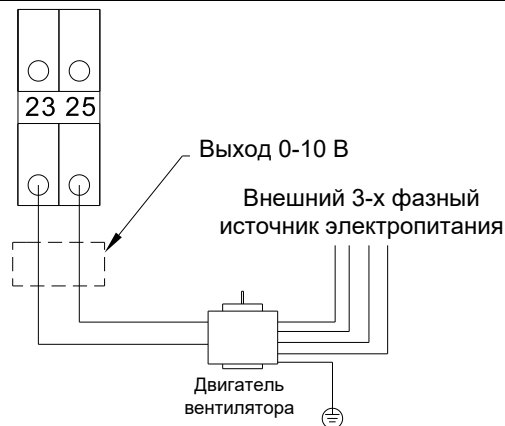 23 25
Выход 0-10 В
Внешний 3-х фазный
источник электропитания
Двигатель
вентилятора